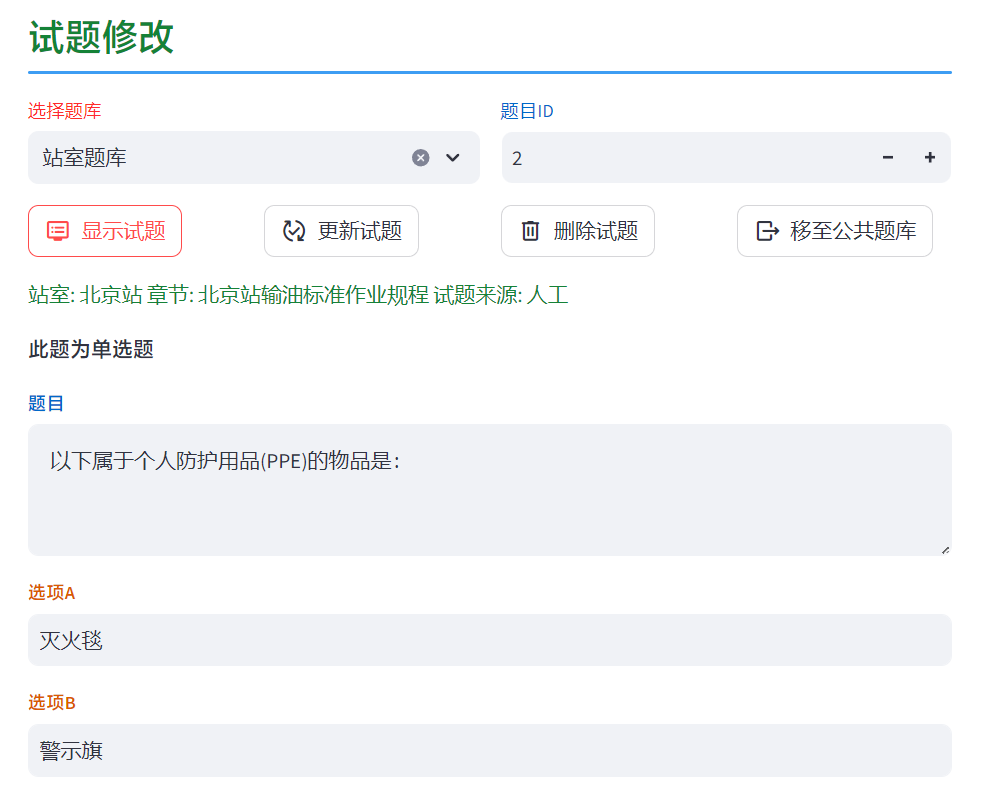 试题修改
选择题库 题目ID
站室题库 2
显示试题 更新试题 删除试题 移至公共题库
站室: 北京站 章节: 北京站输油标准作业规程 试题来源: 人工
此题为单选题
题目
以下属于个人防护用品(PPE)的物品是：
选项A
灭火毯
选项B
警示旗